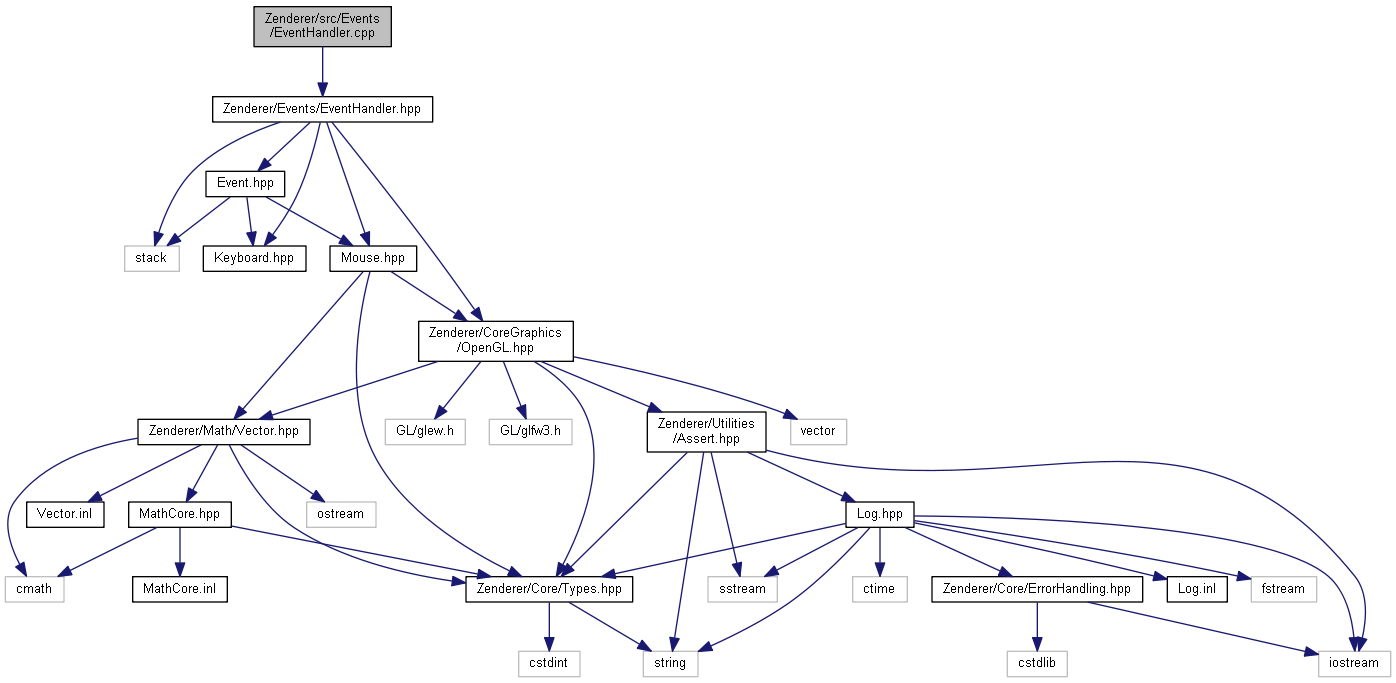 Zenderer/src/Events
/EventHandler.cpp
Zenderer/Events/EventHandler.hpp
Event.hpp
stack
Keyboard.hpp
Mouse.hpp
Zenderer/CoreGraphics
/OpenGL.hpp
Zenderer/Math/Vector.hpp
GL/glew.h
GL/glfw3.h
Zenderer/Utilities
/Assert.hpp
vector
Vector.inl
MathCore.hpp
ostream
Log.hpp
cmath
MathCore.inl
Zenderer/Core/Types.hpp
sstream
ctime
Zenderer/Core/ErrorHandling.hpp
Log.inl
fstream
cstdint
string
cstdlib
iostream